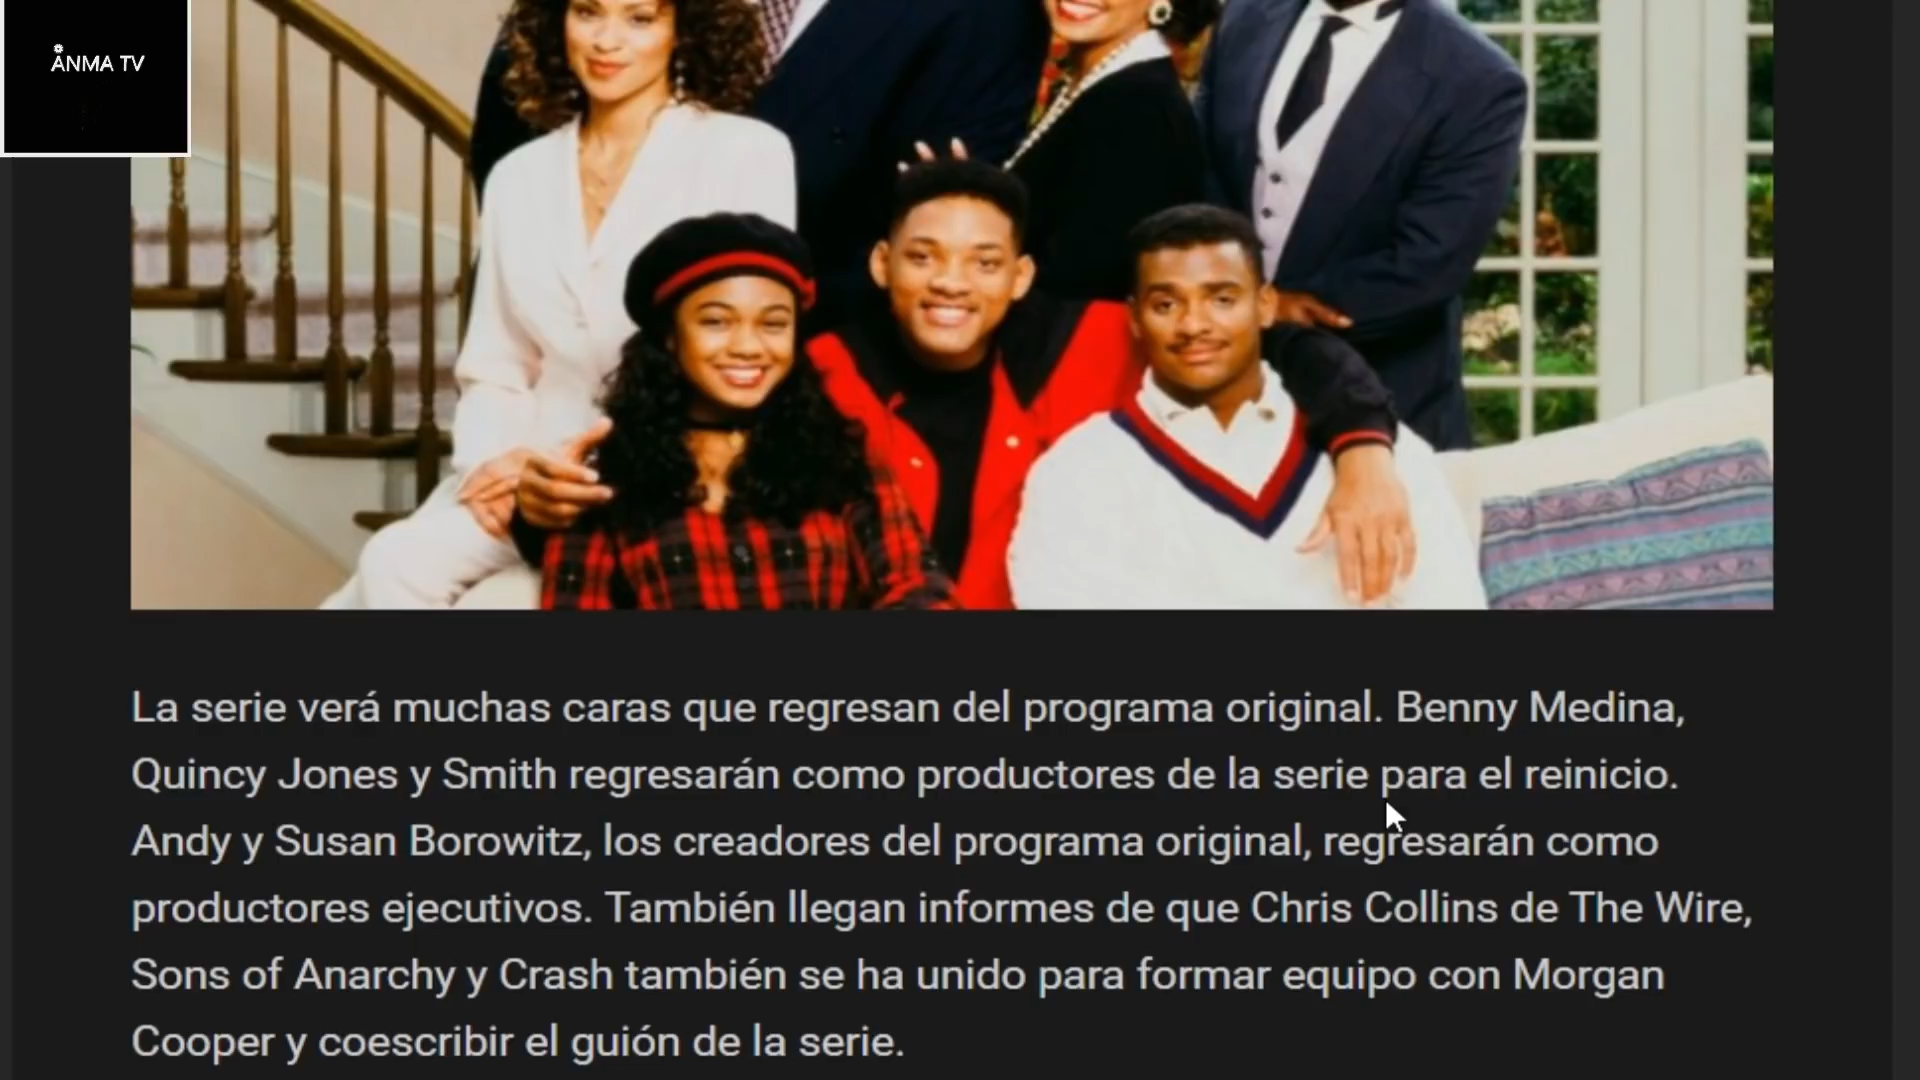 ANMA TV
La serie verá muchas caras que regresan del programa original. Benny Medina,
Quincy Jones y Smith regresarán como productores de la serie para el reinicio.
Andy y Susan Borowitz, los creadores del programa original, regresarán como
productores ejecutivos. También llegan informes de que Chris Collins de The Wire,
Sons of Anarchy y Crash también se ha unido para formar equipo con Morgan
Cooper y coescribir el guión de la serie.